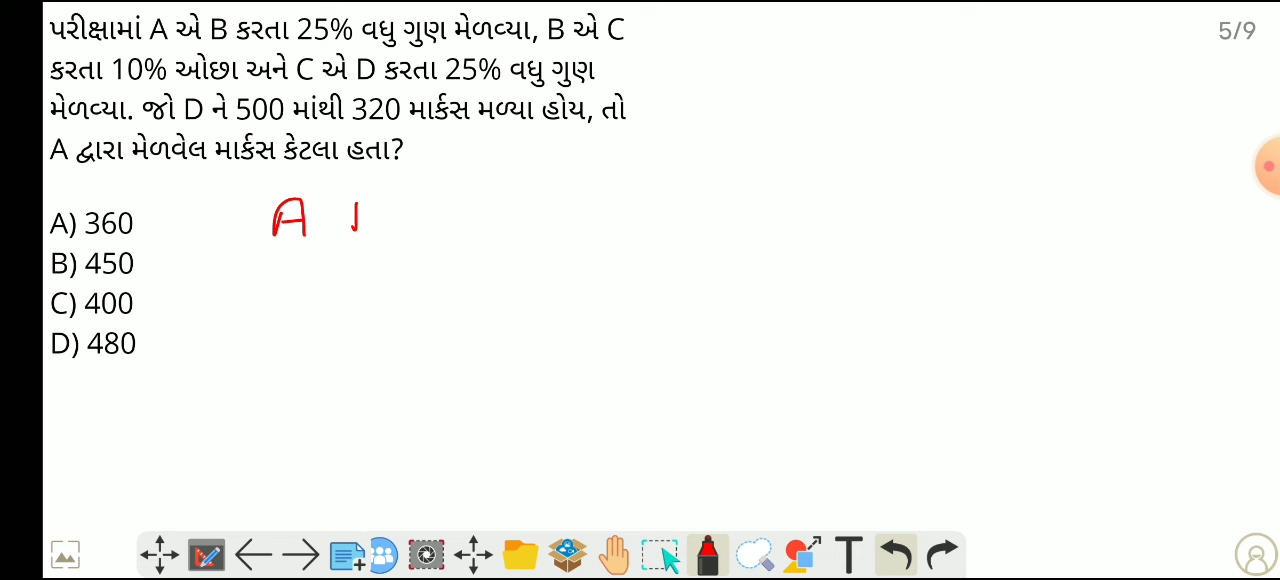 પરીક્ષામાં A એ B કરતા 25% વધુ ગુણ મેળવ્યા, B એ C
5/9
કરતા 10% ઓછા અને C એ D કરતા 25% વધુ ગુણ
મેળવ્યા. જો D ને 500 માંથી 320 માર્કસ મળ્યા હોય, તો
A દ્વારા મેળવેલ માર્કસ કેટલા હતા?
A) 360
A
B) 450
C) 400
D) 480
T